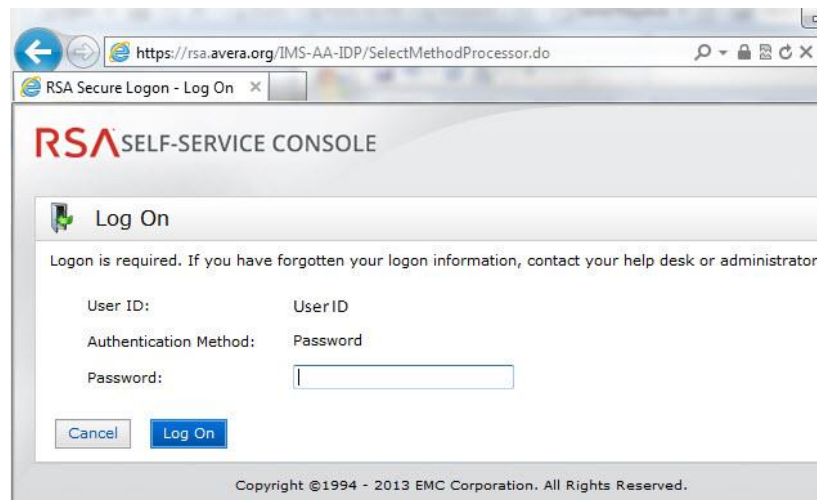 https://rsa.avera.org/IMS-AA-IDP/SelectMethodProcessor.do
RSA Secure Logon - Log On
RSA SELF-SERVICE CONSOLE
Log On
Logon is required. If you have forgotten your logon information, contact your help desk or administrator
User ID: UserID
Authentication Method: Password
Password:
Cancel Log On
Copyright ©1994 - 2013 EMC Corporation. All Rights Reserved.